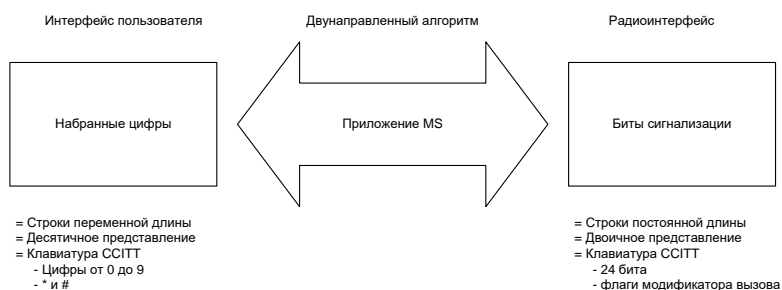 Интерфейс пользователя
Двунаправленный алгоритм
Радиоинтерфейс
Набранные цифры
Приложение MS
Биты сигнализации
= Строки переменной длины
= Десятичное представление
= Клавиатура CCITT
- Цифры от 0 до 9
- * и #
= Строки постоянной длины
= Двоичное представление
= Клавиатура CCITT
- 24 бита
- флаги модификатора вызова